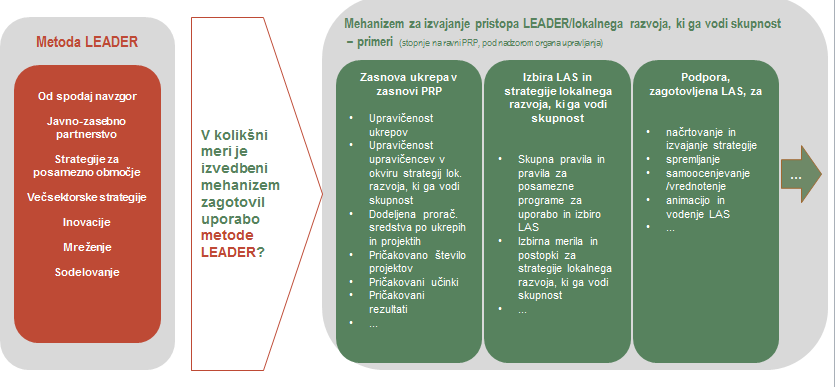 Metoda LEADER
Od spodaj navzgor
Javno-zasebno
partnerstvo
Strategije za
posamezno območje
Večsektorske strategije
Inovacije
Mreženje
Sodelovanje
V kolikšni
meri je
izvedbeni
mehanizem
zagotovil
uporabo
metode
LEADER?
Mehanizem za izvajanje pristopa LEADER/lokalnega razvoja, ki ga vodi skupnost
– primeri (stopnje na ravni PRP, pod nadzorom organa upravljanja)
Zasnova ukrepa v
zasnovi PRP
• Upravičenost
ukrepov
• Upravičenost
upravičencev v
okviru strategij lok.
razvoja, ki ga vodi
skupnost
• Dodeljena prorač.
sredstva po ukrepih
in projektih
• Pričakovano število
projektov
• Pričakovani učinki
• Pričakovani
rezultati
• ...
Izbira LAS in
strategije lokalnega
razvoja, ki ga vodi
skupnost
• Skupna pravila in
pravila za
posamezne
programe za
uporabo in izbiro
LAS
• Izbirna merila in
postopki za
strategije lokalnega
razvoja, ki ga vodi
skupnost
• ...
Podpora,
zagotovljena LAS, za
• načrtovanje in
izvajanje strategije
• spremljanje
• samoocenjevanje
/vrednotenje
• animacijo in
vodenje LAS
• ...
...